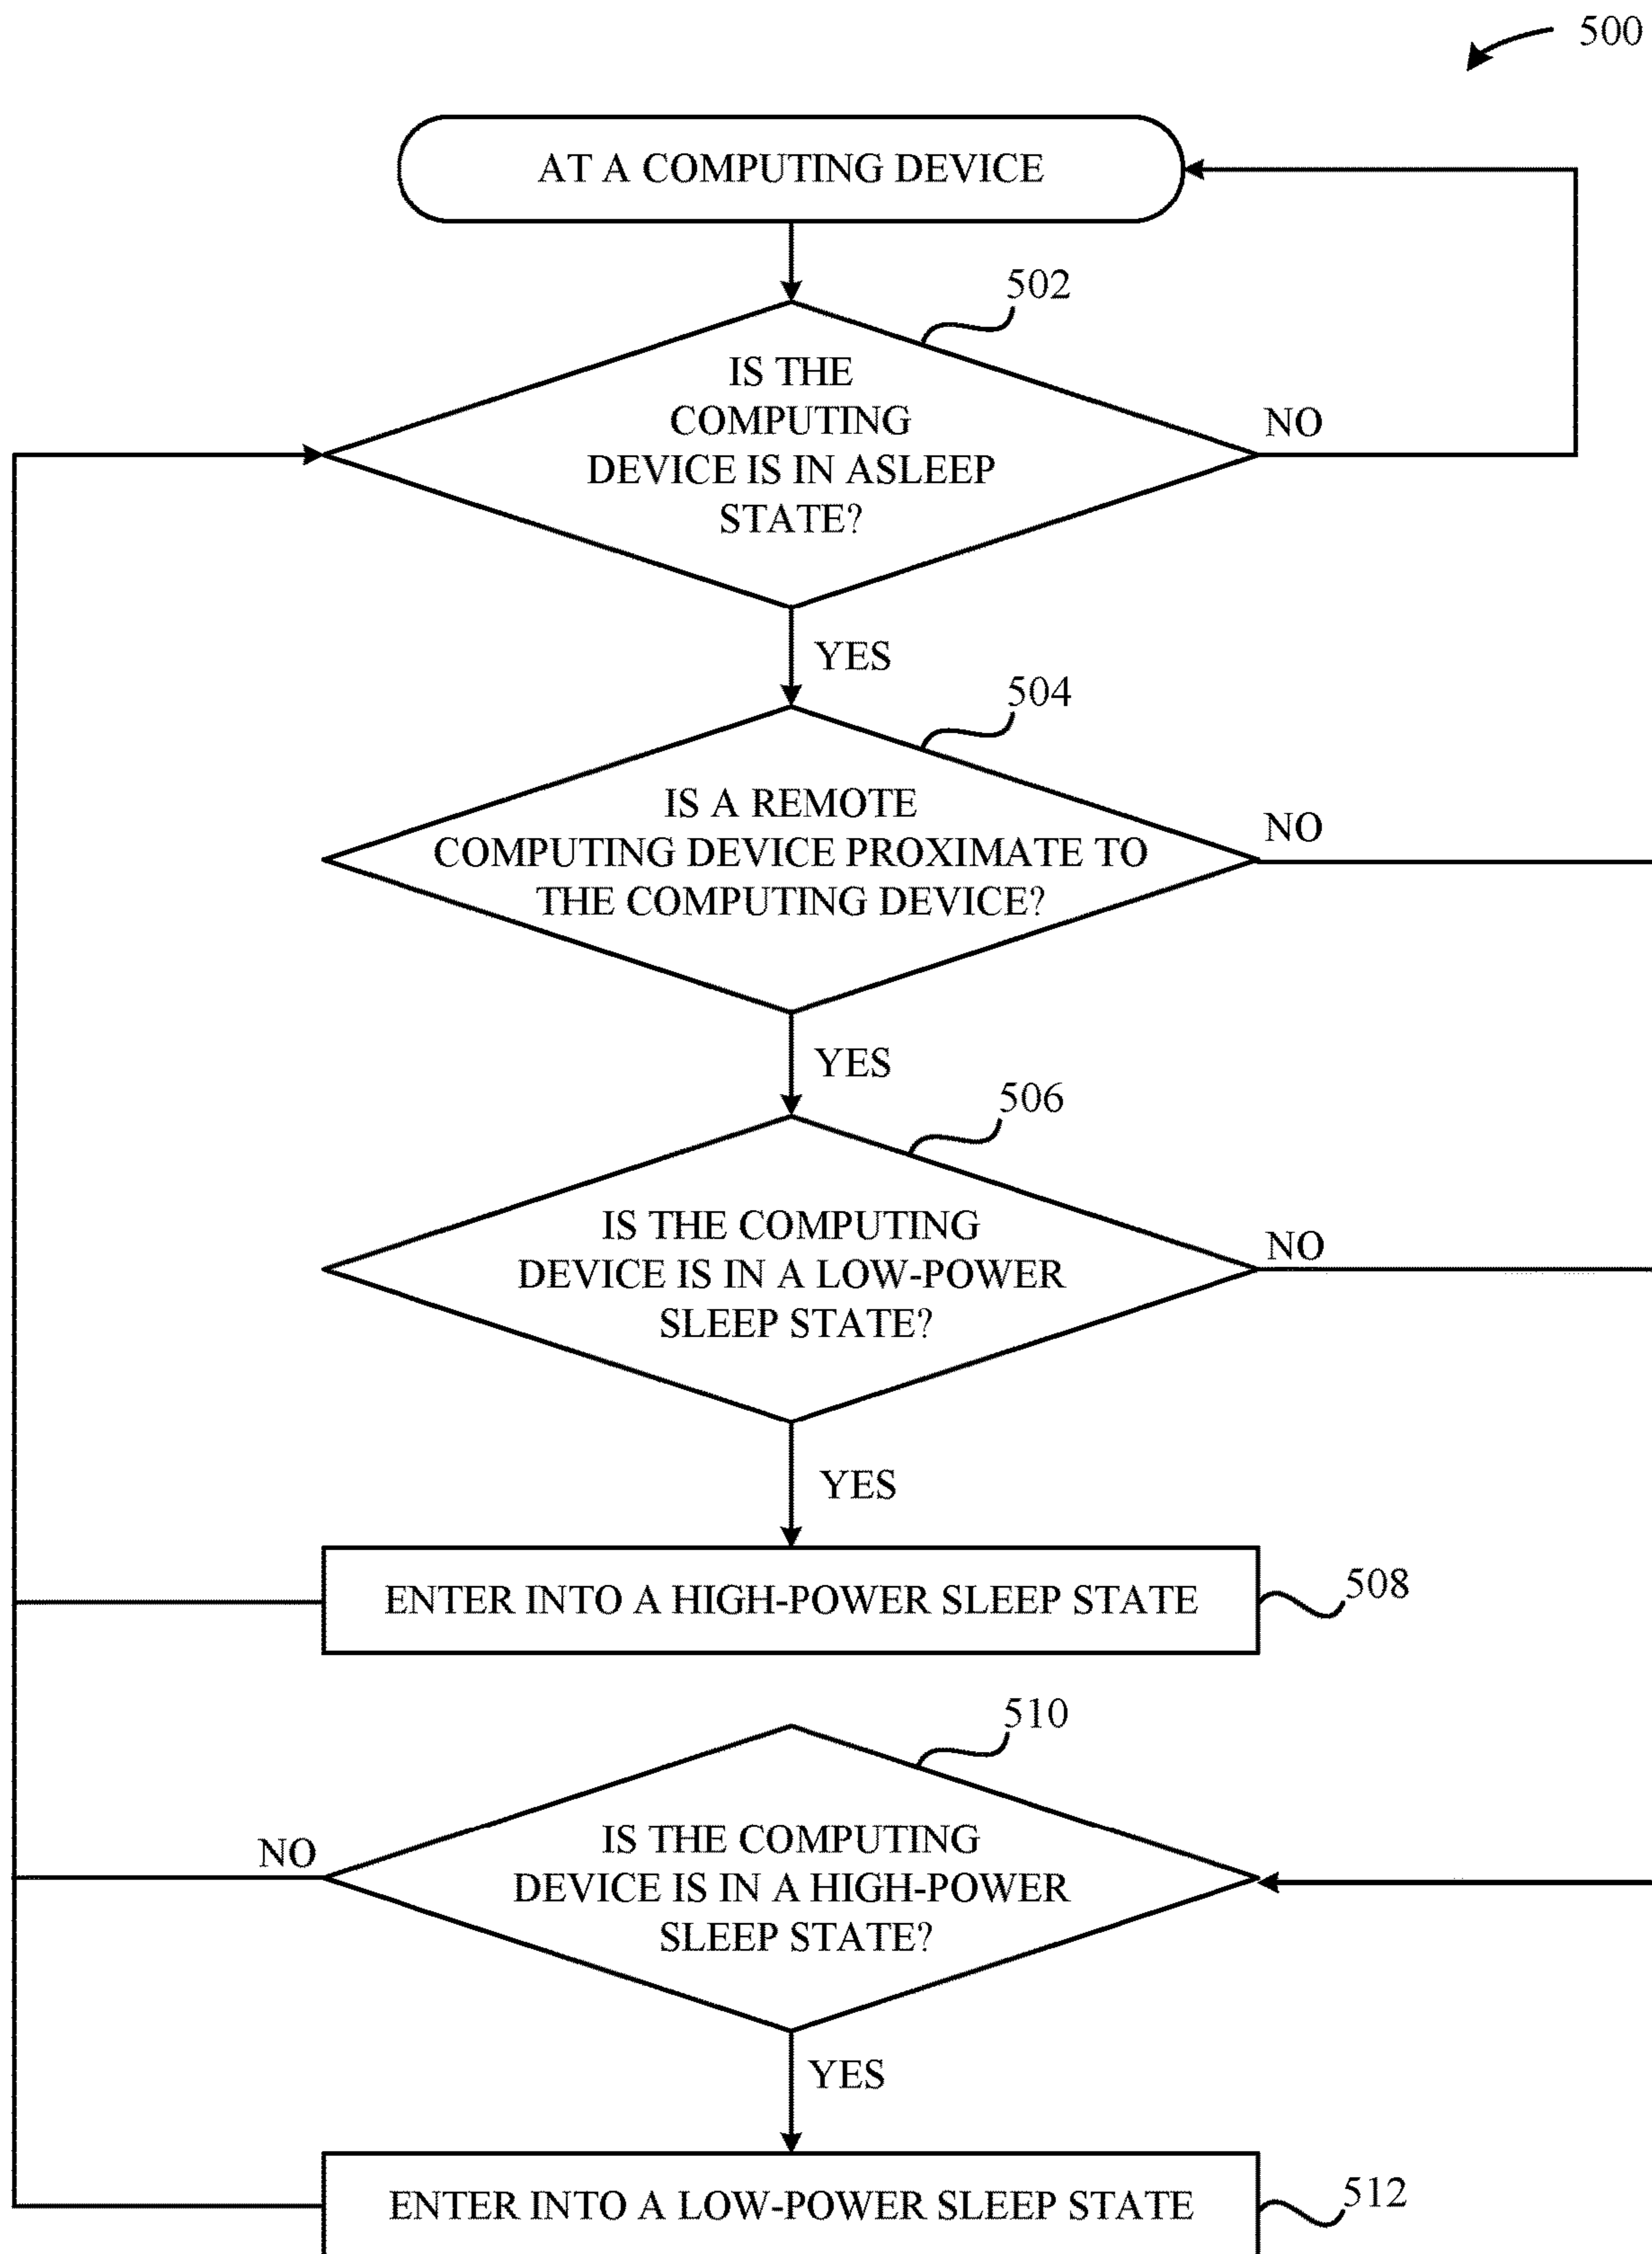 500
AT A COMPUTING DEVICE
502
IS THE
COMPUTING
DEVICE IS IN ASLEEP
STATE?
NO
YES
504
IS A REMOTE
COMPUTING DEVICE PROXIMATE TO
THE COMPUTING DEVICE?
NO
YES
506
IS THE COMPUTING
DEVICE IS IN A LOW-POWER
SLEEP STATE?
NO
YES
ENTER INTO A HIGH-POWER SLEEP STATE
508
510
IS THE COMPUTING
DEVICE IS IN A HIGH-POWER
SLEEP STATE?
NO
YES
ENTER INTO A LOW-POWER SLEEP STATE
512